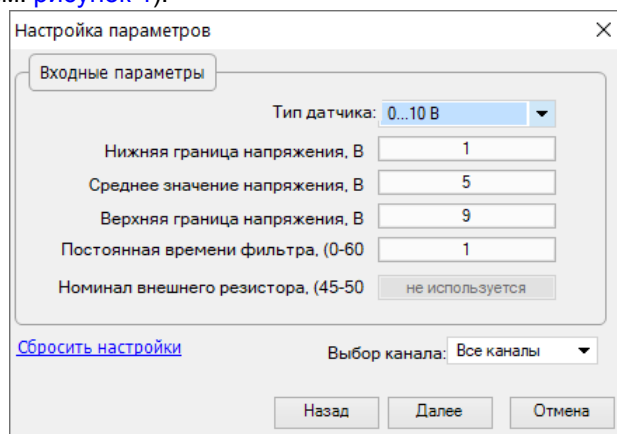 рисунок
Настройка параметров
Входные параметры
Тип датчика: 0...10 В
Нижняя граница напряжения, В 1
Среднее значение напряжения, В 5
Верхняя граница напряжения, В 9
Постоянная времени фильтра, (0-60 1
Номинал внешнего резистора, (45-50 не используется
Сбросить настройки Выбор канала: Все каналы
Назад Далее Отмена